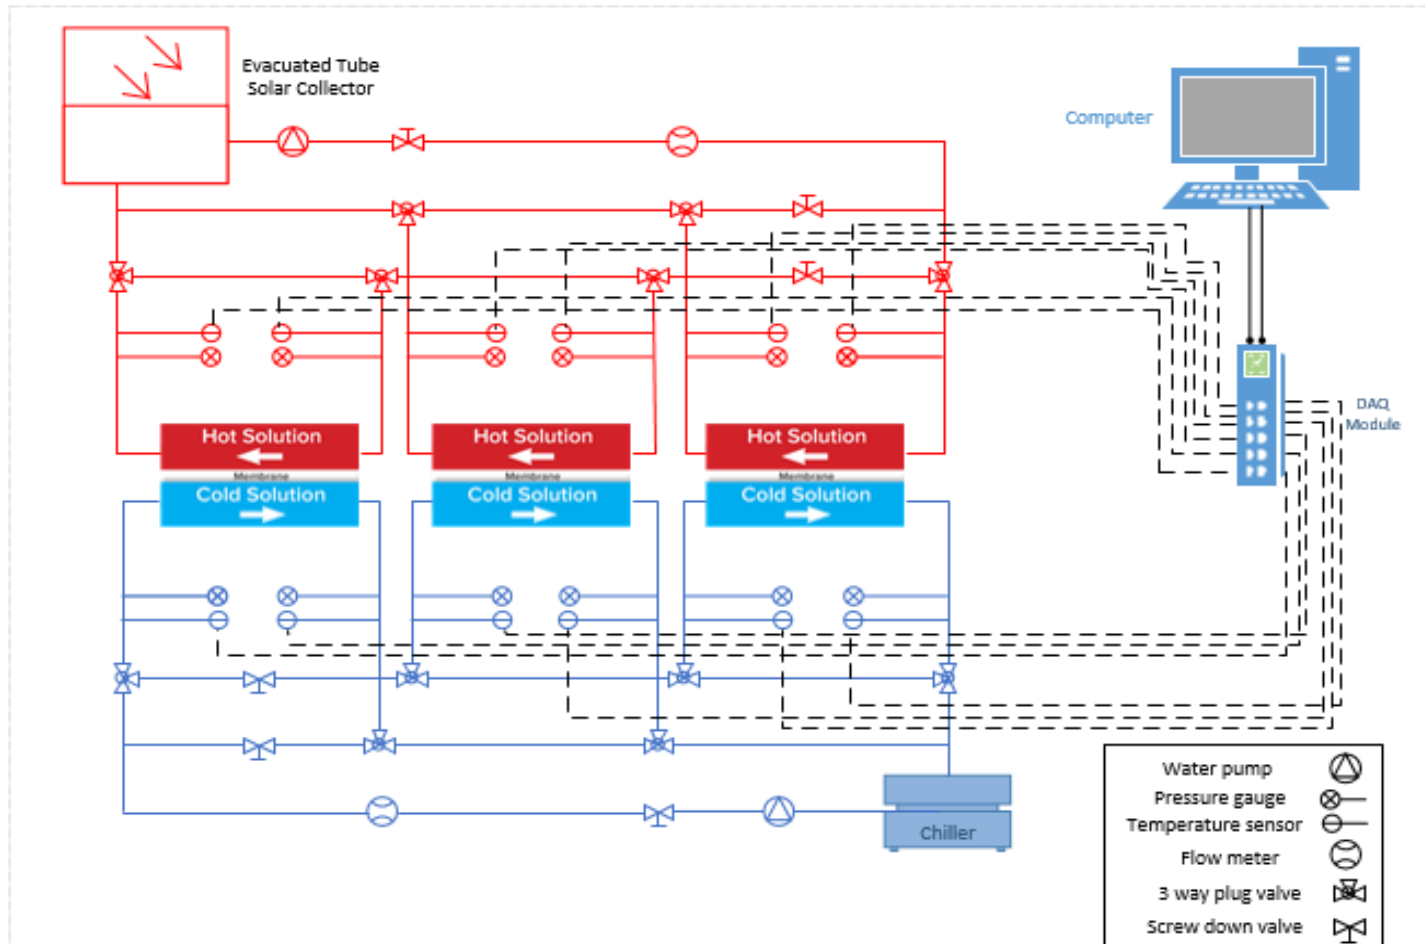 Evacuated Tube
Solar Collector
Computer
DAQ
Module
Hot Solution
Hot Solution
Hot Solution
Membrane
Membrane
Membrane
Cold Solution
Cold Solution
Cold Solution
Chiller
Water pump
Pressure gauge
Temperature sensor
Flow meter
3 way plug valve
Screw down valve